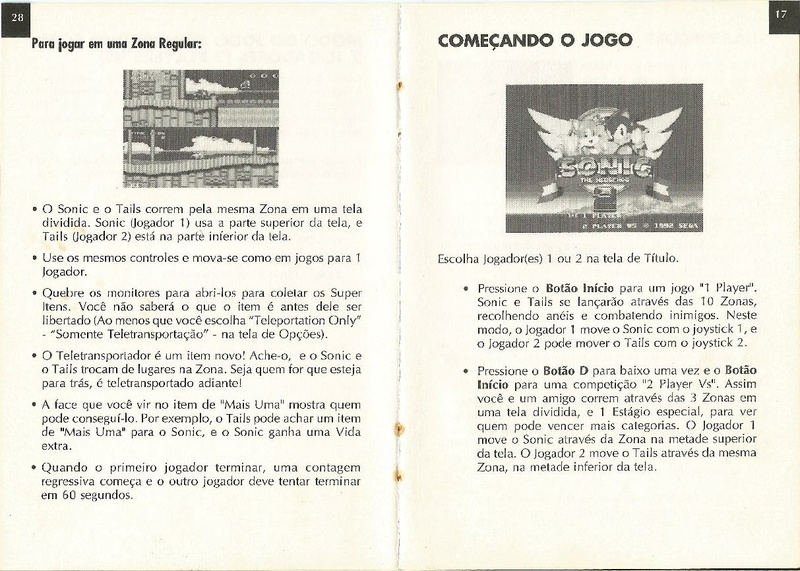 28
Para jogar em uma Zona Regular:
• O Sonic e o Tails correm pela mesma Zona em uma tela
dividida. Sonic (Jogador 1) usa a parte superior da tela, e
Tails (Jogador 2) está na parte inferior da tela.
• Use os mesmos controles e mova-se como em jogos para 1
Jogador.
• Quebre os monitores para abri-los para coletar os Super
Itens. Você não saberá o que o item é antes dele ser
libertado (Ao menos que você escolha "Teleportation Only"
- "Somente Teletransportação" - na tela de Opções).
• O Teletransportador é um item novo! Ache-o, e o Sonic e
o Tails trocam de lugares na Zona. Seja quem for que esteja
para trás, é teletransportado adiante!
• A face que você vir no item de "Mais Uma" mostra quem
pode conseguí-lo. Por exemplo, o Tails pode achar um item
de "Mais Uma" para o Sonic, e o Sonic ganha uma Vida
extra.
• Quando o primeiro jogador terminar, uma contagem
regressiva começa e o outro jogador deve tentar terminar
em 60 segundos.
17
COMEÇANDO O JOGO
SONIC
THE HEDGEHOG
2
1 PLAYER
2 PLAYER VS © 1992 SEGA
Escolha Jogador(es) 1 ou 2 na tela de Título.
• Pressione o Botão Início para um jogo "1 Player".
Sonic e Tails se lançarão através das 10 Zonas,
recolhendo anéis e combatendo inimigos. Neste
modo, o Jogador 1 move o Sonic com o joystick 1, e
o Jogador 2 pode mover o Tails com o joystick 2.
• Pressione o Botão D para baixo uma vez e o Botão
Início para uma competição "2 Player Vs". Assim
você e um amigo correm através das 3 Zonas em
uma tela dividida, e 1 Estágio especial, para ver
quem pode vencer mais categorias. O Jogador 1
move o Sonic através da Zona na metade superior
da tela. O Jogador 2 move o Tails através da mesma
Zona, na metade inferior da tela.